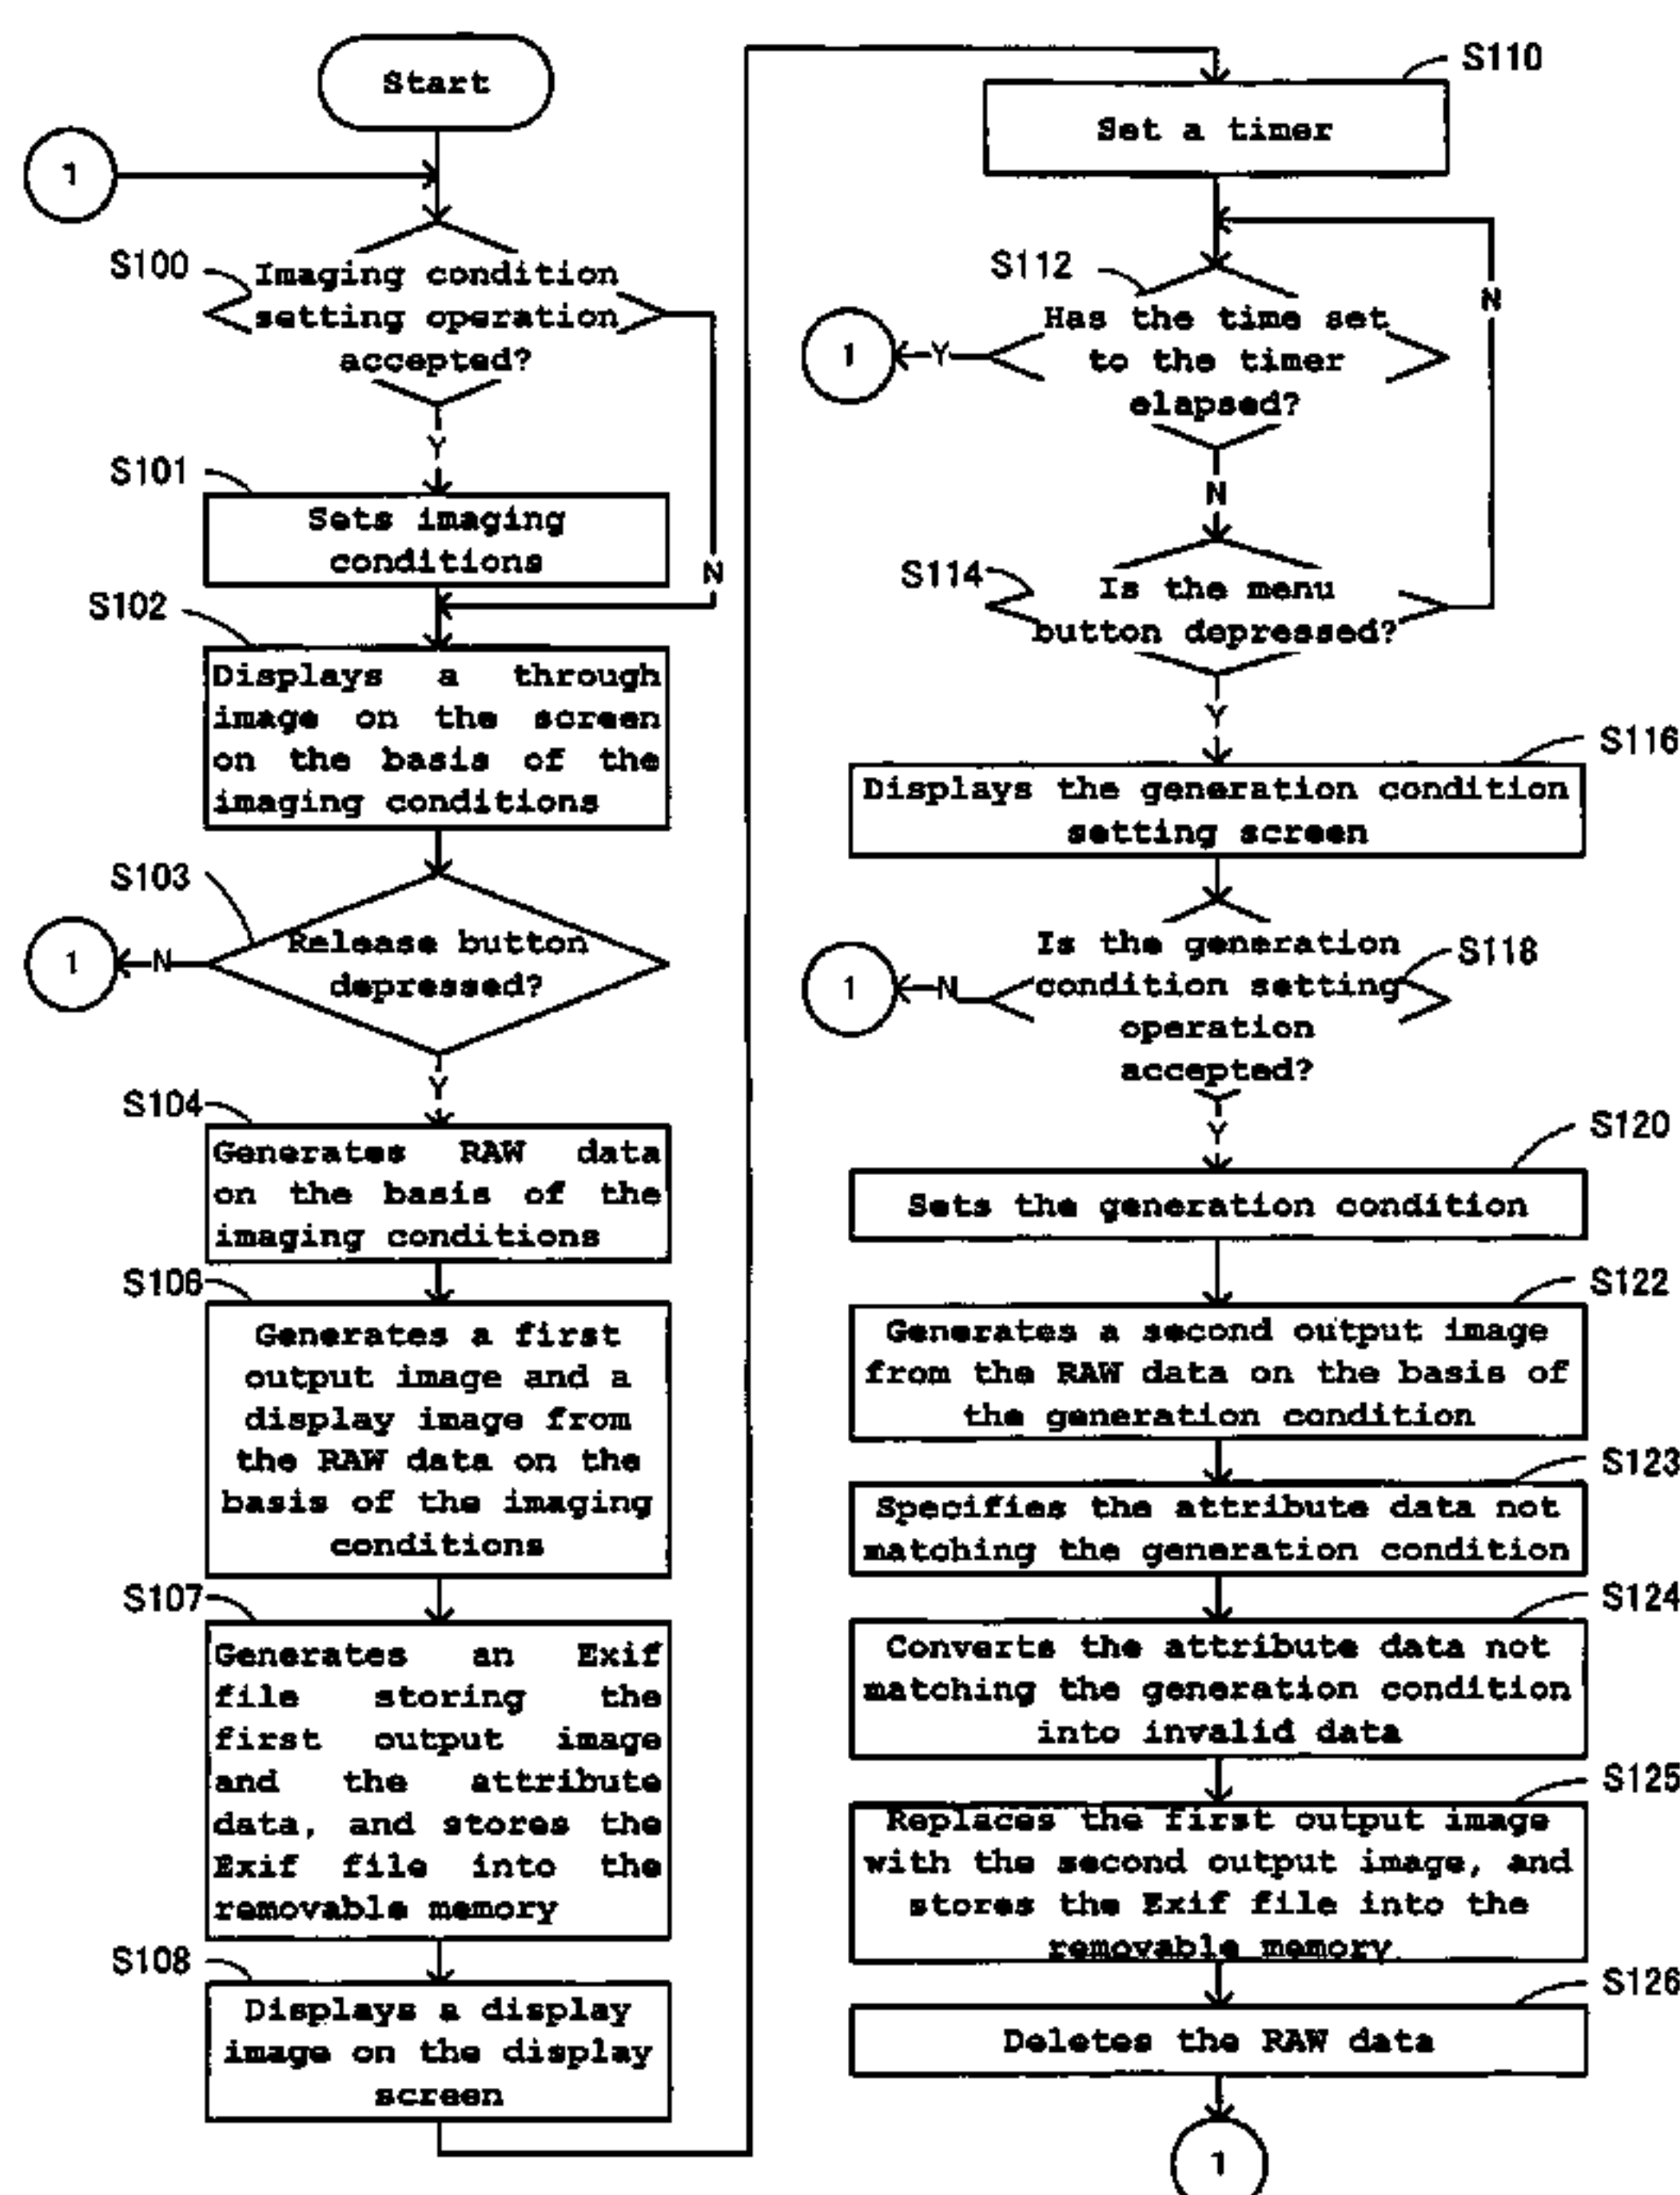 Start
1
S100
Imaging condition
setting operation
accepted?
N
Y
S101
Sets imaging
conditions
S102
Displays a through
image on the screen
on the basis of the
imaging conditions
S103
1
N
Release button
depressed?
Y
S104
Generates RAW data
on the basis of the
imaging conditions
S106
Generates a first
output image and a
display image from
the RAW data on the
basis of the imaging
conditions
S107
Generates an Exif
file storing the
first output image
and the attribute
data, and stores the
Exif file into the
removable memory
S108
Displays a display
image on the display
screen
S110
Set a timer
S112
1
Y
Has the time set
to the timer
elapsed?
N
N
S114
Is the menu
button depressed?
Y
S116
Displays the generation condition
setting screen
S118
1
N
Is the generation
condition setting
operation
accepted?
Y
S120
Sets the generation condition
S122
Generates a second output image
from the RAW data on the basis of
the generation condition
S123
Specifies the attribute data not
matching the generation condition
S124
Converts the attribute data not
matching the generation condition
into invalid data
S125
Replaces the first output image
with the second output image, and
stores the Exif file into the
removable memory
S126
Deletes the RAW data
1